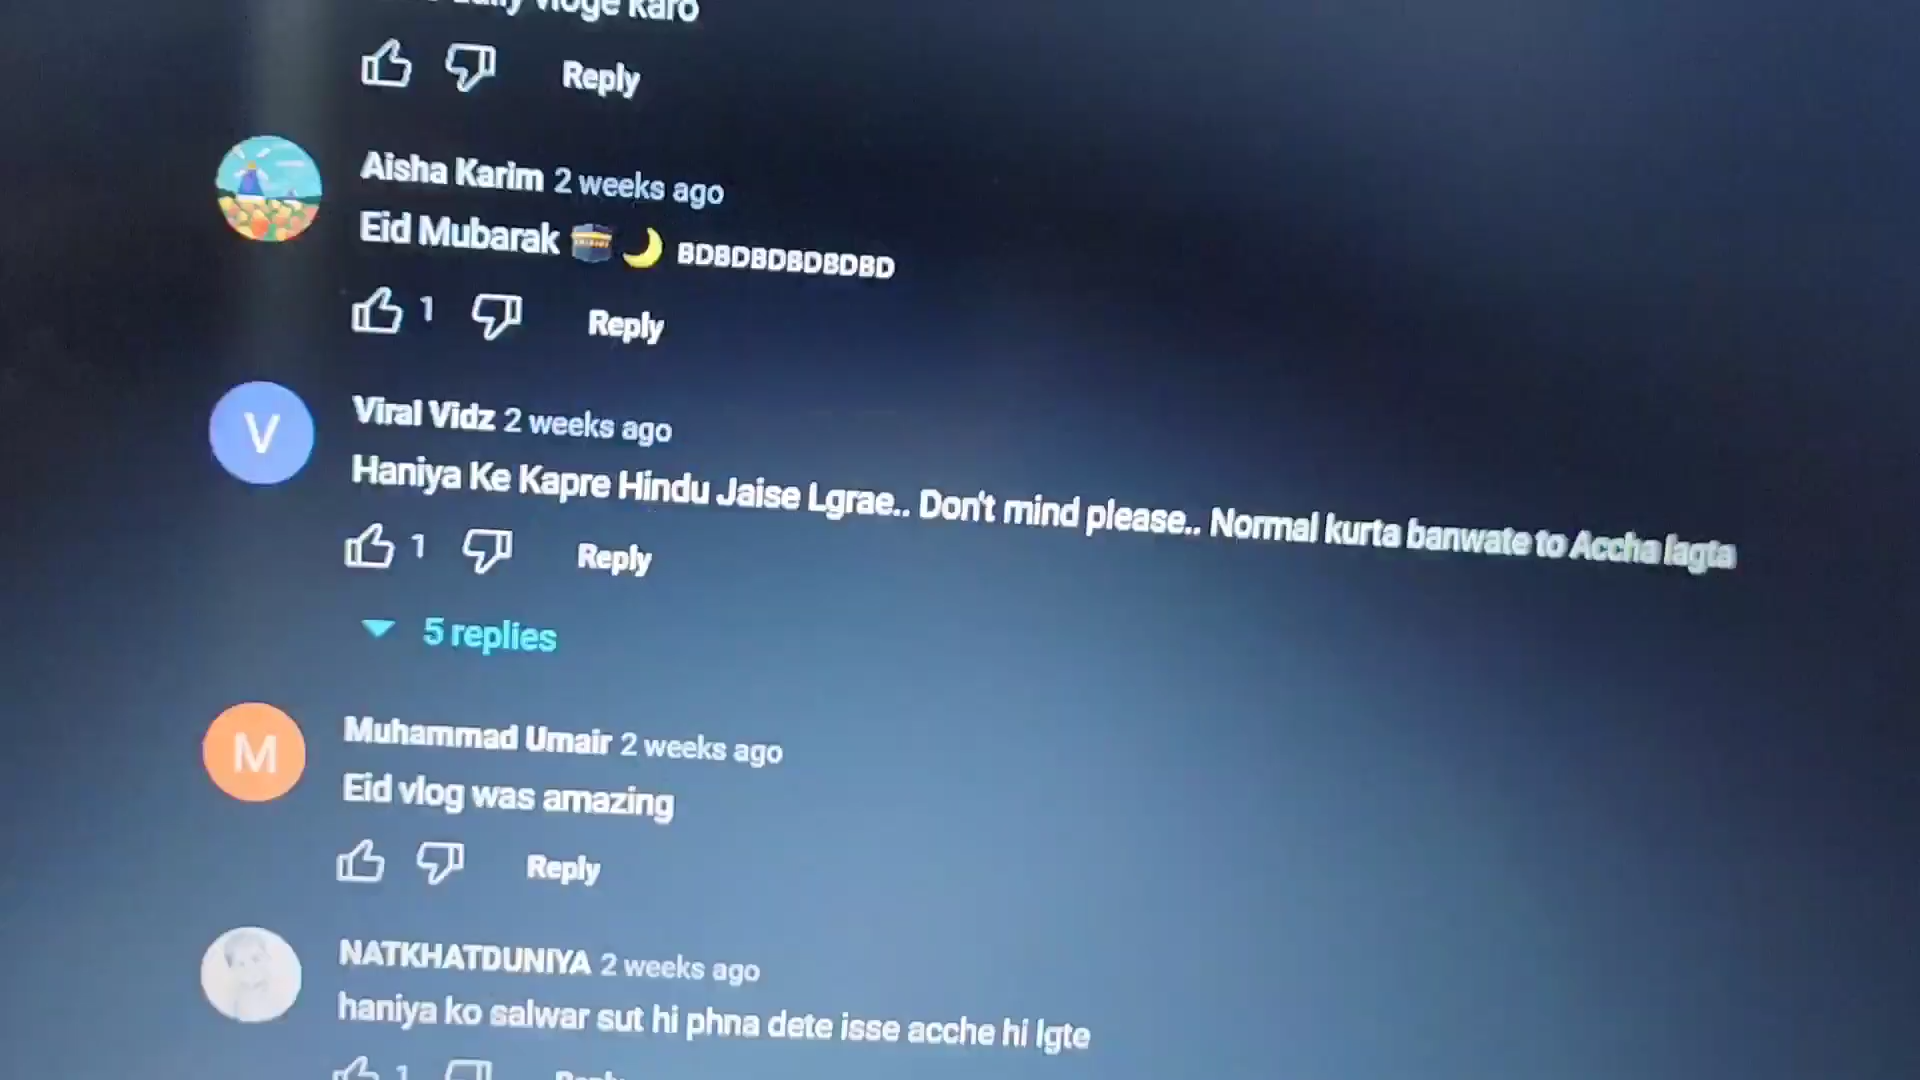 vloge karo
Reply
Aisha Karim 2 weeks ago
Eid Mubarak 🕋 🌙 BDBDBDBDBDBD
1 Reply
V
Viral Vidz 2 weeks ago
Haniya Ke Kapre Hindu Jaise Lgrae.. Don't mind please.. Normal kurta banwate to Accha lagta
1 Reply
5 replies
M
Muhammad Umair 2 weeks ago
Eid vlog was amazing
Reply
NATKHATDUNIYA 2 weeks ago
haniya ko salwar sut hi phna dete isse acche hi lgte
1